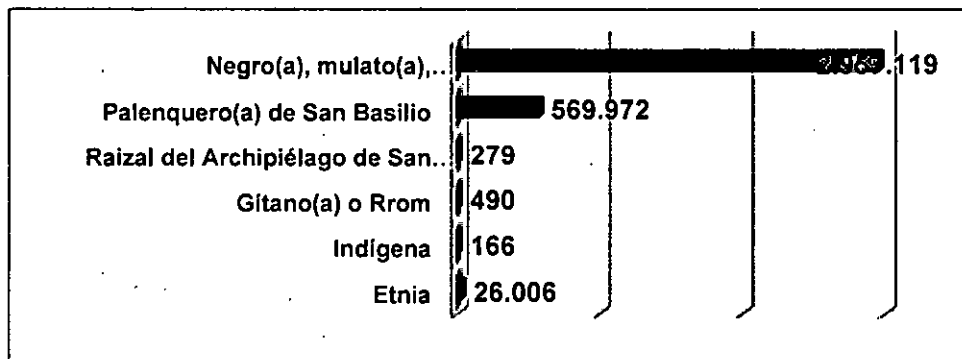 Negro(a), mulato(a),..
Palenquero(a) de San Basilio 569.972
Raizal del Archipiélago de San.. 279
Gitano(a) o Rrom 490
Indígena 166
Etnia 26.006